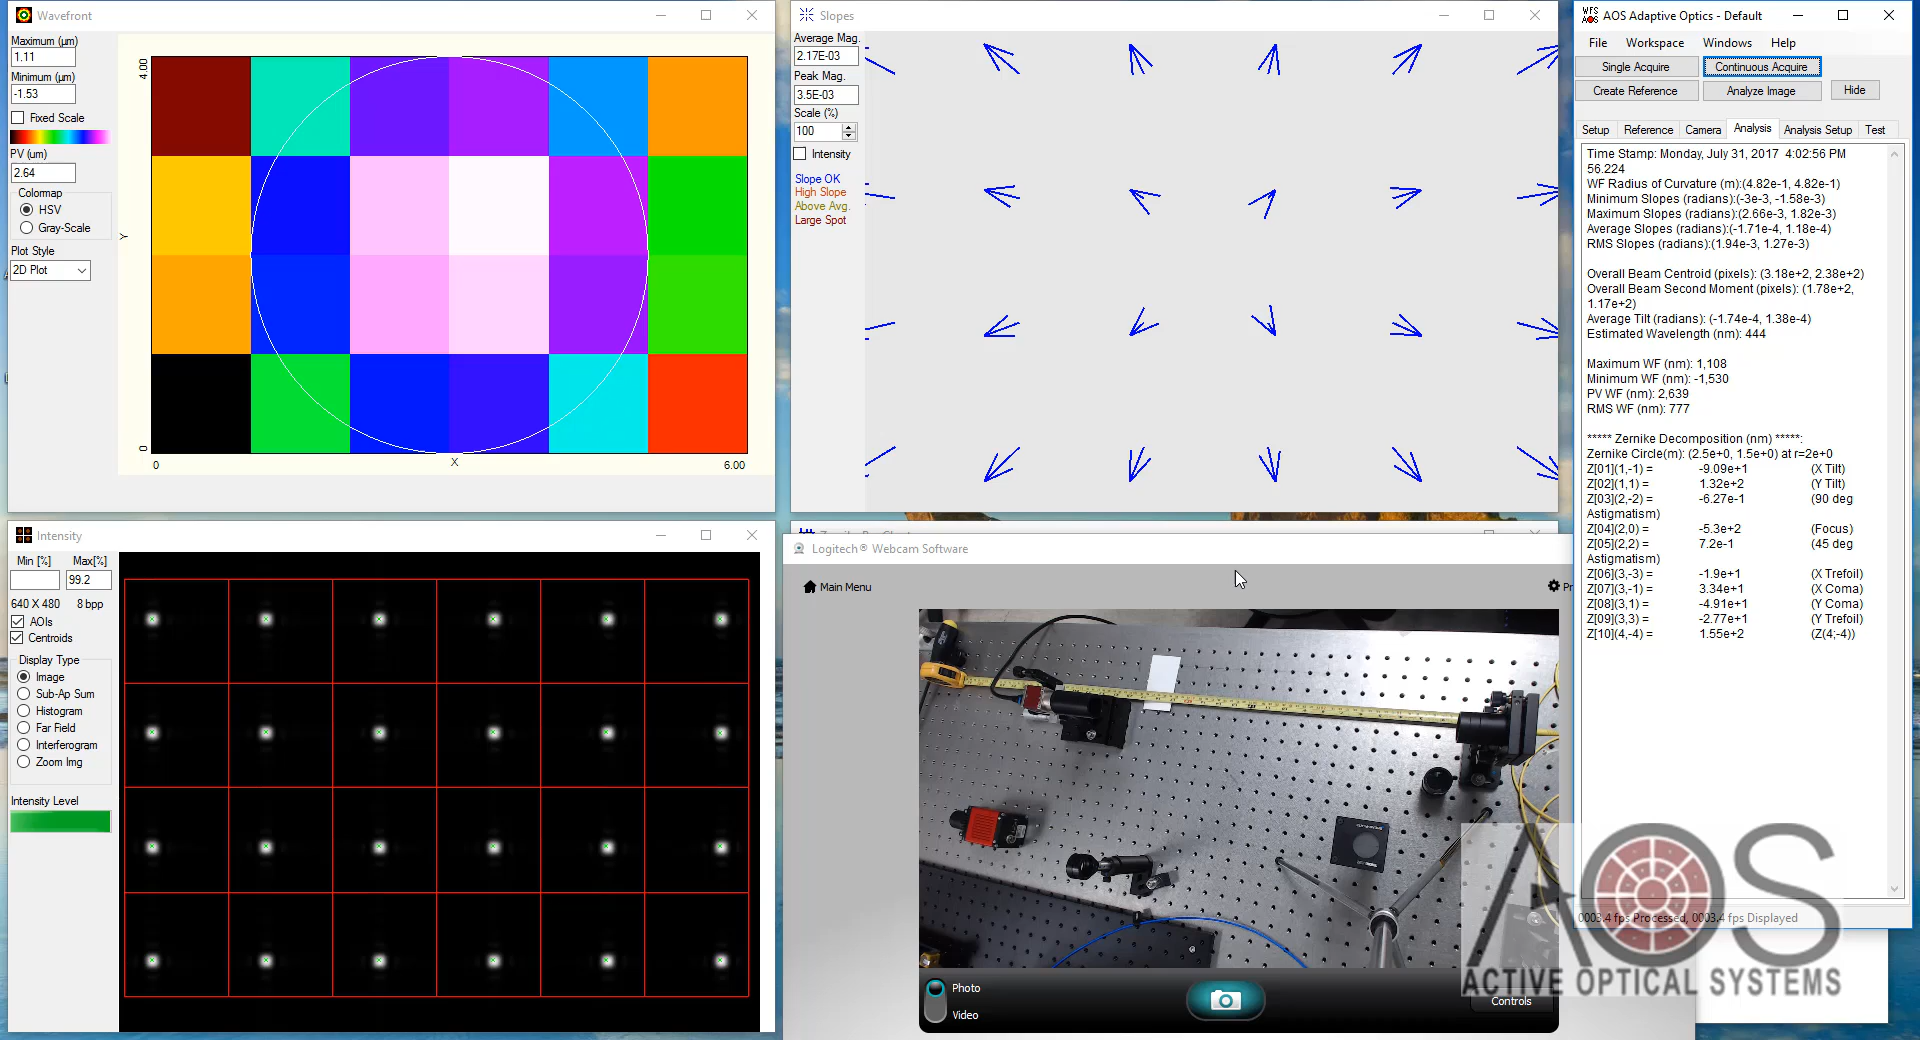 Wavefront
Maximum (µm)
1.11
Minimum (µm)
-1.53
Fixed Scale
PV (um)
2.64
Colormap
HSV
Gray-Scale
Plot Style
2D Plot
4.00
Y
0
0
X
6.00
Slopes
Average Mag.
2.17E-03
Peak Mag.
3.5E-03
Scale (%)
100
Intensity
Slope OK
High Slope
Above Avg.
Large Spot
WFS
AOS
AOS Adaptive Optics - Default
File Workspace Windows Help
Single Acquire Continuous Acquire
Create Reference Analyze Image Hide
Setup Reference Camera Analysis Analysis Setup Test
Time Stamp: Monday, July 31, 2017 4:02:56 PM
56.224
WF Radius of Curvature (m):(4.82e-1, 4.82e-1)
Minimum Slopes (radians):(-3e-3, -1.58e-3)
Maximum Slopes (radians):(2.66e-3, 1.82e-3)
Average Slopes (radians):(-1.71e-4, 1.18e-4)
RMS Slopes (radians):(1.94e-3, 1.27e-3)
Overall Beam Centroid (pixels): (3.18e+2, 2.38e+2)
Overall Beam Second Moment (pixels): (1.78e+2,
1.17e+2)
Average Tilt (radians): (-1.74e-4, 1.38e-4)
Estimated Wavelength (nm): 444
Maximum WF (nm): 1,108
Minimum WF (nm): -1,530
PV WF (nm): 2,639
RMS WF (nm): 777
***** Zernike Decomposition (nm) *****:
Zernike Circle(m): (2.5e+0, 1.5e+0) at r=2e+0
Z[01](1,-1) = -9.09e+1 (X Tilt)
Z[02](1,1) = 1.32e+2 (Y Tilt)
Z[03](2,-2) = -6.27e-1 (90 deg
Astigmatism)
Z[04](2,0) = -5.3e+2 (Focus)
Z[05](2,2) = 7.2e-1 (45 deg
Astigmatism)
Z[06](3,-3) = -1.9e+1 (X Trefoil)
Z[07](3,-1) = 3.34e+1 (X Coma)
Z[08](3,1) = -4.91e+1 (Y Coma)
Z[09](3,3) = -2.77e+1 (Y Trefoil)
Z[10](4,-4) = 1.55e+2 (Z(4;-4))
0003.4 fps Processed, 0003.4 fps Displayed
Intensity
Min [%] Max[%]
99.2
640 X 480 8 bpp
AOIs
Centroids
Display Type
Image
Sub-Ap Sum
Histogram
Far Field
Interferogram
Zoom Img
Intensity Level
Logitech® Webcam Software
Main Menu
Pr
Photo
Video
Controls
AOS
ACTIVE OPTICAL SYSTEMS